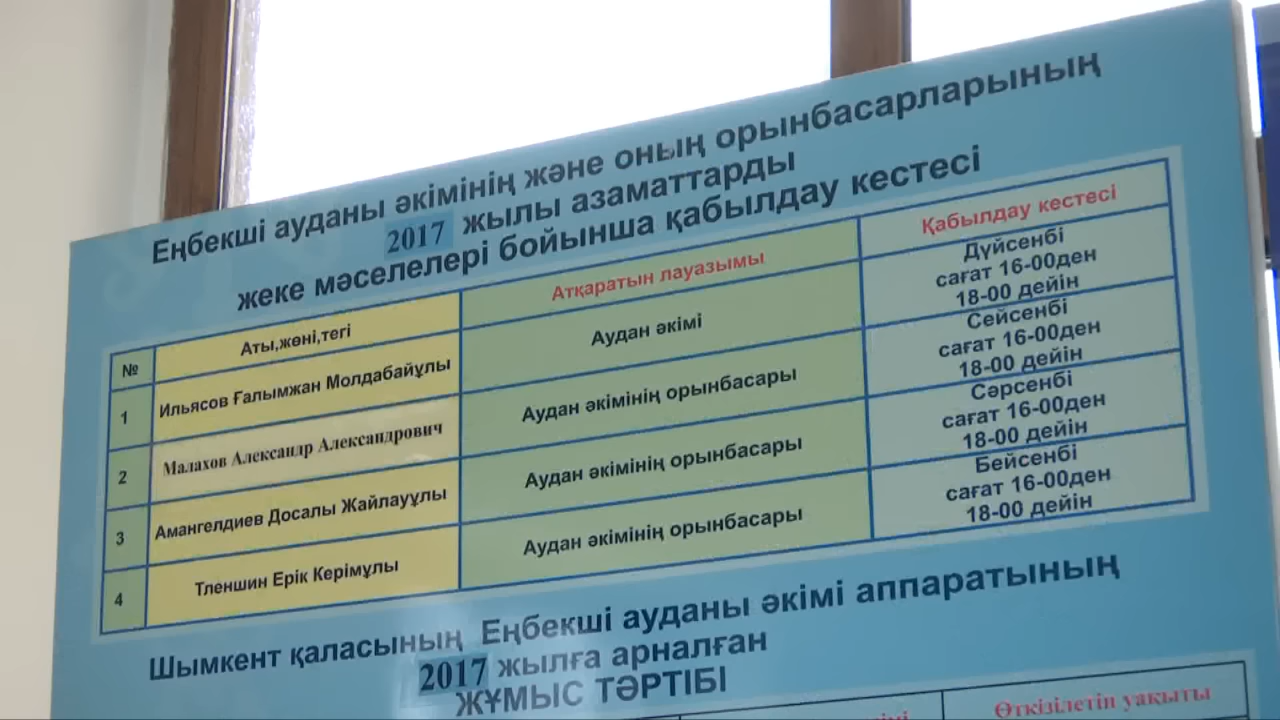 Еңбекші ауданы әкімінің және оның орынбасарларының
2017 жылы азаматтарды
жеке мәселелері бойынша қабылдау кестесі
№ Аты,жөні,тегі Атқаратын лауазымы Қабылдау кестесі
1 Ильясов Ғалымжан Молдабайұлы Аудан әкімі Дүйсенбі
сағат 16-00ден
18-00 дейін
2 Малахов Александр Александрович Аудан әкімінің орынбасары Сейсенбі
сағат 16-00ден
18-00 дейін
3 Амангелдиев Досалы Жайлауұлы Аудан әкімінің орынбасары Сәрсенбі
сағат 16-00ден
18-00 дейін
4 Тленшин Ерік Керімұлы Аудан әкімінің орынбасары Бейсенбі
сағат 16-00ден
18-00 дейін
Шымкент қаласының Еңбекші ауданы әкімі аппаратының
2017 жылға арналған
ЖҰМЫС ТӘРТІБІ
Өткізілетін уақыты